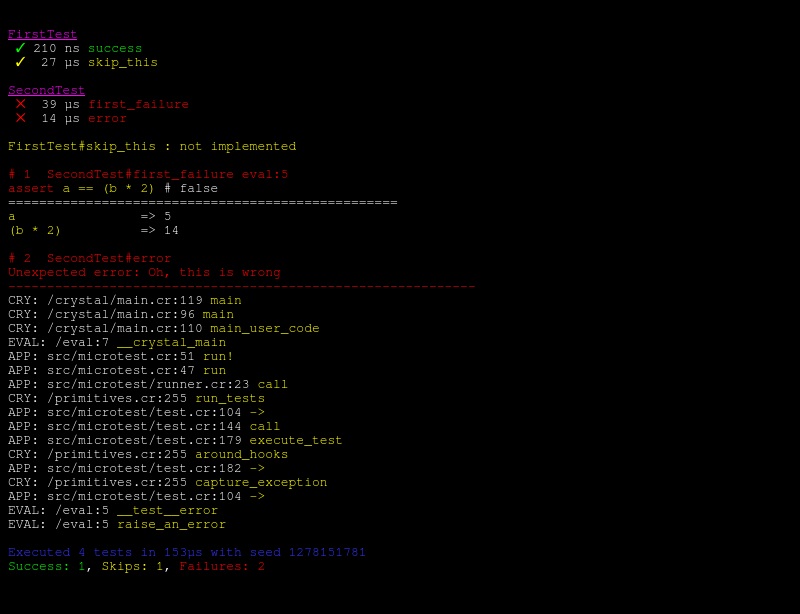 FirstTest
✓ 210 ns success
✓ 27 µs skip_this
SecondTest
✕ 39 µs first_failure
✕ 14 µs error
FirstTest#skip_this : not implemented
# 1 SecondTest#first_failure eval:5
assert a == (b * 2) # false
==================================================
a => 5
(b * 2) => 14
# 2 SecondTest#error
Unexpected error: Oh, this is wrong
------------------------------------------------------------
CRY: /crystal/main.cr:119 main
CRY: /crystal/main.cr:96 main
CRY: /crystal/main.cr:110 main_user_code
EVAL: /eval:7 __crystal_main
APP: src/microtest.cr:51 run!
APP: src/microtest.cr:47 run
APP: src/microtest/runner.cr:23 call
CRY: /primitives.cr:255 run_tests
APP: src/microtest/test.cr:104 ->
APP: src/microtest/test.cr:144 call
APP: src/microtest/test.cr:179 execute_test
CRY: /primitives.cr:255 around_hooks
APP: src/microtest/test.cr:182 ->
CRY: /primitives.cr:255 capture_exception
APP: src/microtest/test.cr:104 ->
EVAL: /eval:5 __test__error
EVAL: /eval:5 raise_an_error
Executed 4 tests in 153µs with seed 1278151781
Success: 1, Skips: 1, Failures: 2